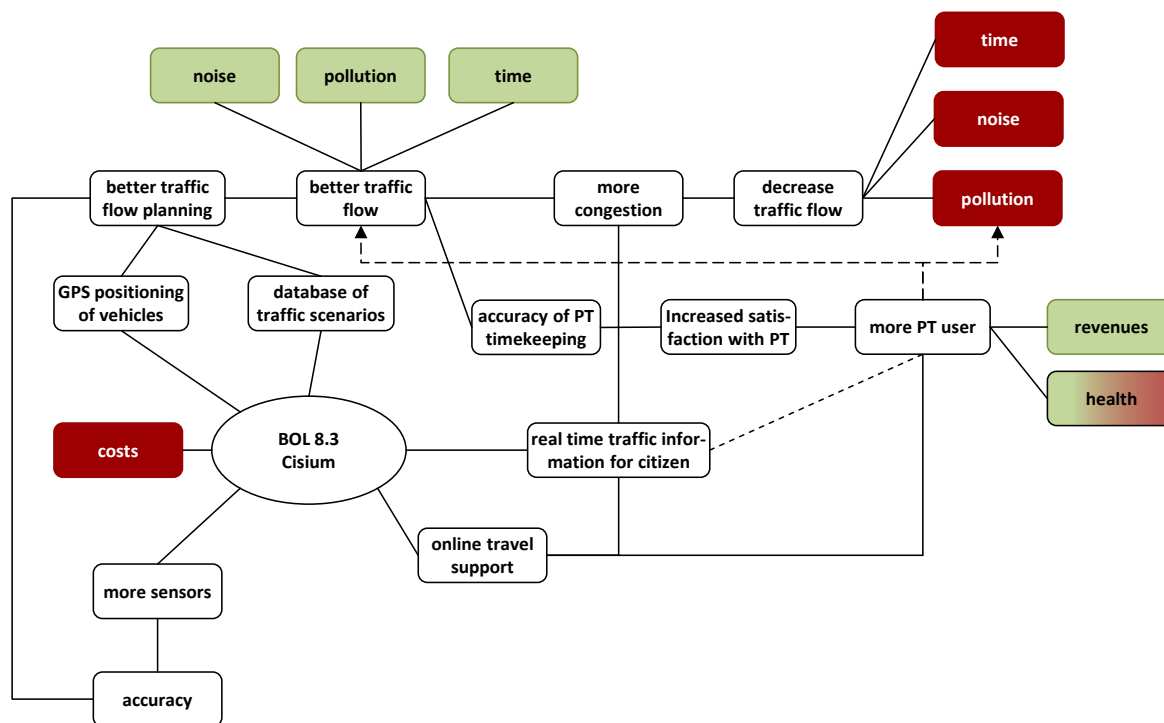 time
noise
pollution
time
noise
better traffic
flow planning
better traffic
flow
more
congestion
decrease
traffic flow
pollution
GPS positioning
of vehicles
database of
traffic scenarios
accuracy of PT
timekeeping
Increased satis-
faction with PT
more PT user
revenues
health
costs
BOL 8.3
Cisium
real time traffic infor-
mation for citizen
online travel
support
more sensors
accuracy